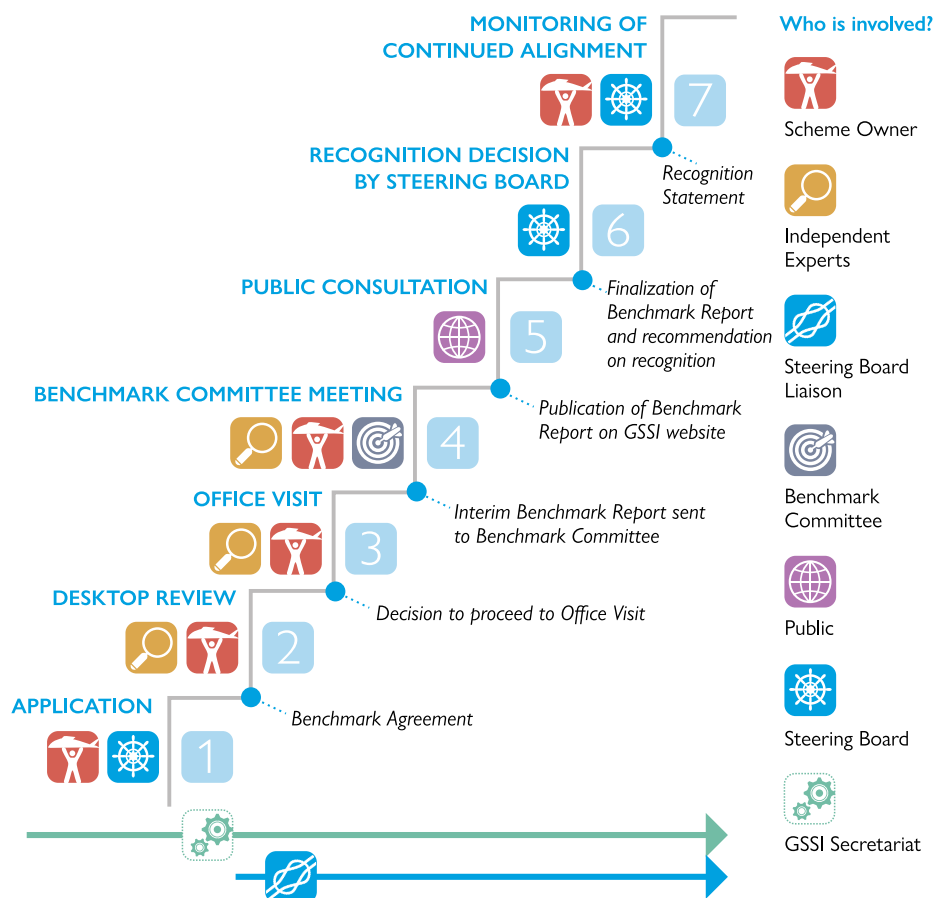 MONITORING OF
CONTINUED ALIGNMENT
7
Recognition
Statement
RECOGNITION DECISION
BY STEERING BOARD
6
Finalization of
Benchmark Report
and recommendation
on recognition
PUBLIC CONSULTATION
5
Publication of Benchmark
Report on GSSI website
BENCHMARK COMMITTEE MEETING
4
Interim Benchmark Report sent
to Benchmark Committee
OFFICE VISIT
3
Decision to proceed to Office Visit
DESKTOP REVIEW
2
Benchmark Agreement
APPLICATION
1
Who is involved?
Scheme Owner
Independent
Experts
Steering Board
Liaison
Benchmark
Committee
Public
Steering Board
GSSI Secretariat